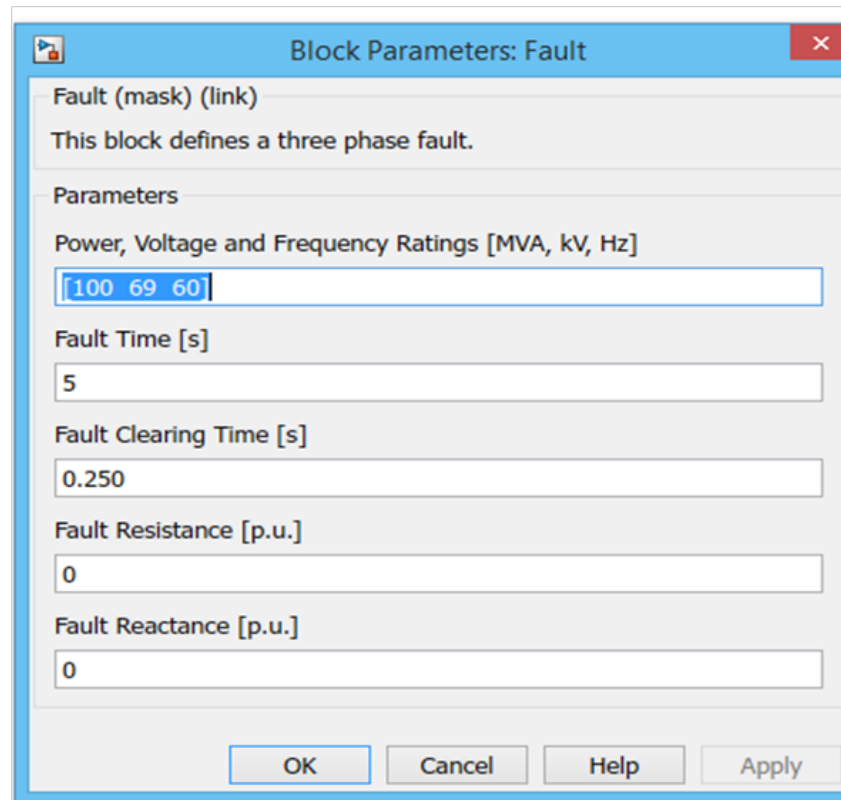 Block Parameters: Fault
Fault (mask) (link)
This block defines a three phase fault.
Parameters
Power, Voltage and Frequency Ratings [MVA, kV, Hz]
[100 69 60]
Fault Time [s]
5
Fault Clearing Time [s]
0.250
Fault Resistance [p.u.]
0
Fault Reactance [p.u.]
0
OK Cancel Help Apply